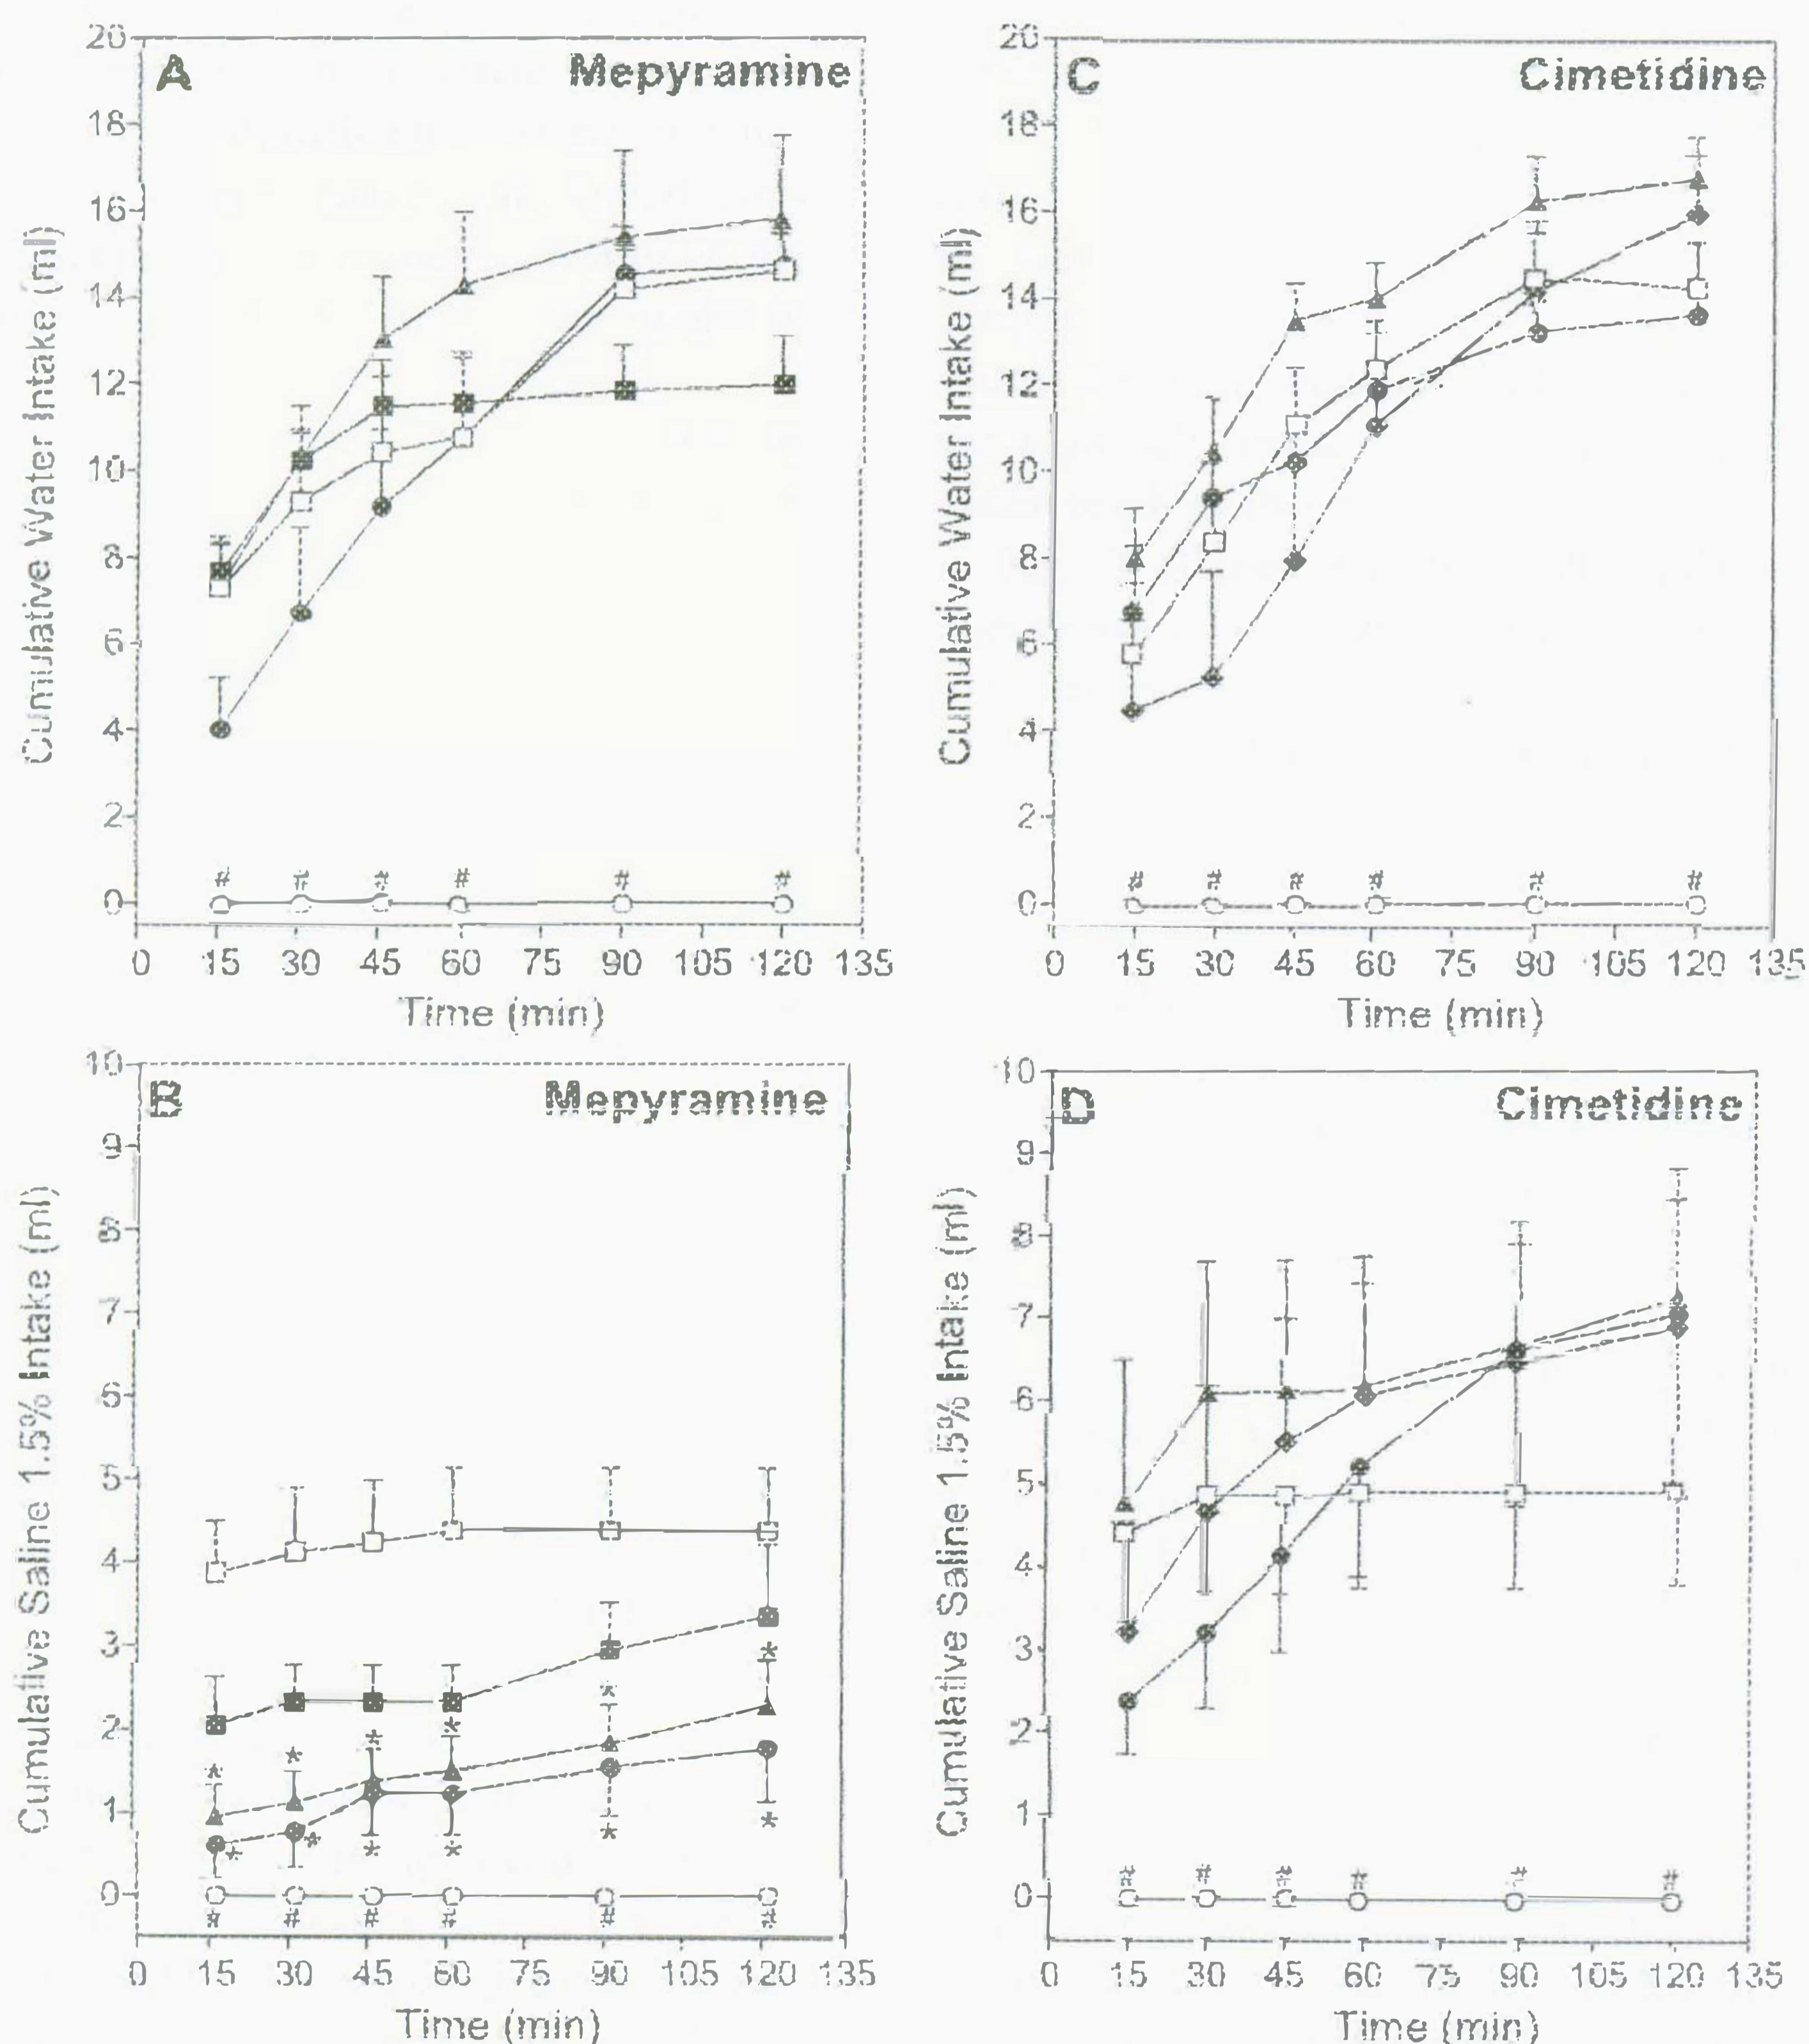 A Mepyramine
Cumulative Water Intake (ml)
20
18
16
14
12
10
8
6
4
2
0
# # # # # #
0 15 30 45 60 75 90 105 120 135
Time (min)
C Cimetidine
Cumulative Water Intake (ml)
20
18
16
14
12
10
8
6
4
2
0
# # # # # #
0 15 30 45 60 75 90 105 120 135
Time (min)
B Mepyramine
Cumulative Saline 1.5% Intake (ml)
10
9
8
7
6
5
4
3
2
1
0
* * * * * *
* * * * * *
# # # # # #
0 15 30 45 60 75 90 105 120 135
Time (min)
D Cimetidine
Cumulative Saline 1.5% Intake (ml)
10
9
8
7
6
5
4
3
2
1
0
# # # # # #
0 15 30 45 60 75 90 105 120 135
Time (min)